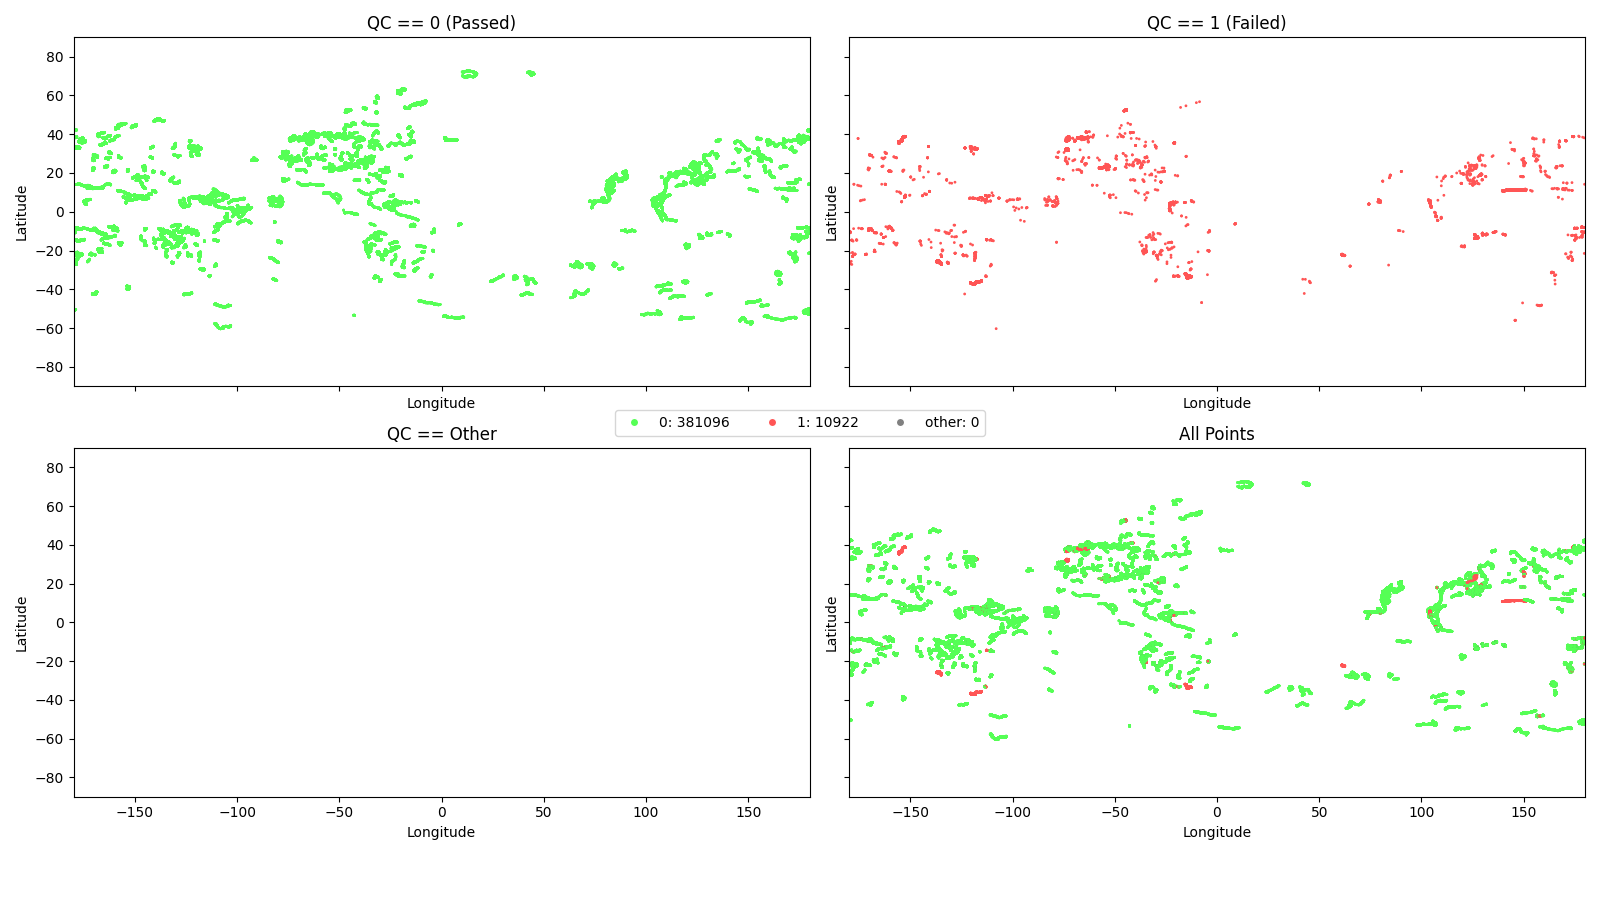 QC == 0 (Passed)
QC == 1 (Failed)
80
60
40
20
0
−20
−40
−60
−80
Latitude
Latitude
Longitude
Longitude
0: 381096
1: 10922
other: 0
QC == Other
All Points
80
60
40
20
0
−20
−40
−60
−80
Latitude
Latitude
−150
−100
−50
0
50
100
150
−150
−100
−50
0
50
100
150
Longitude
Longitude